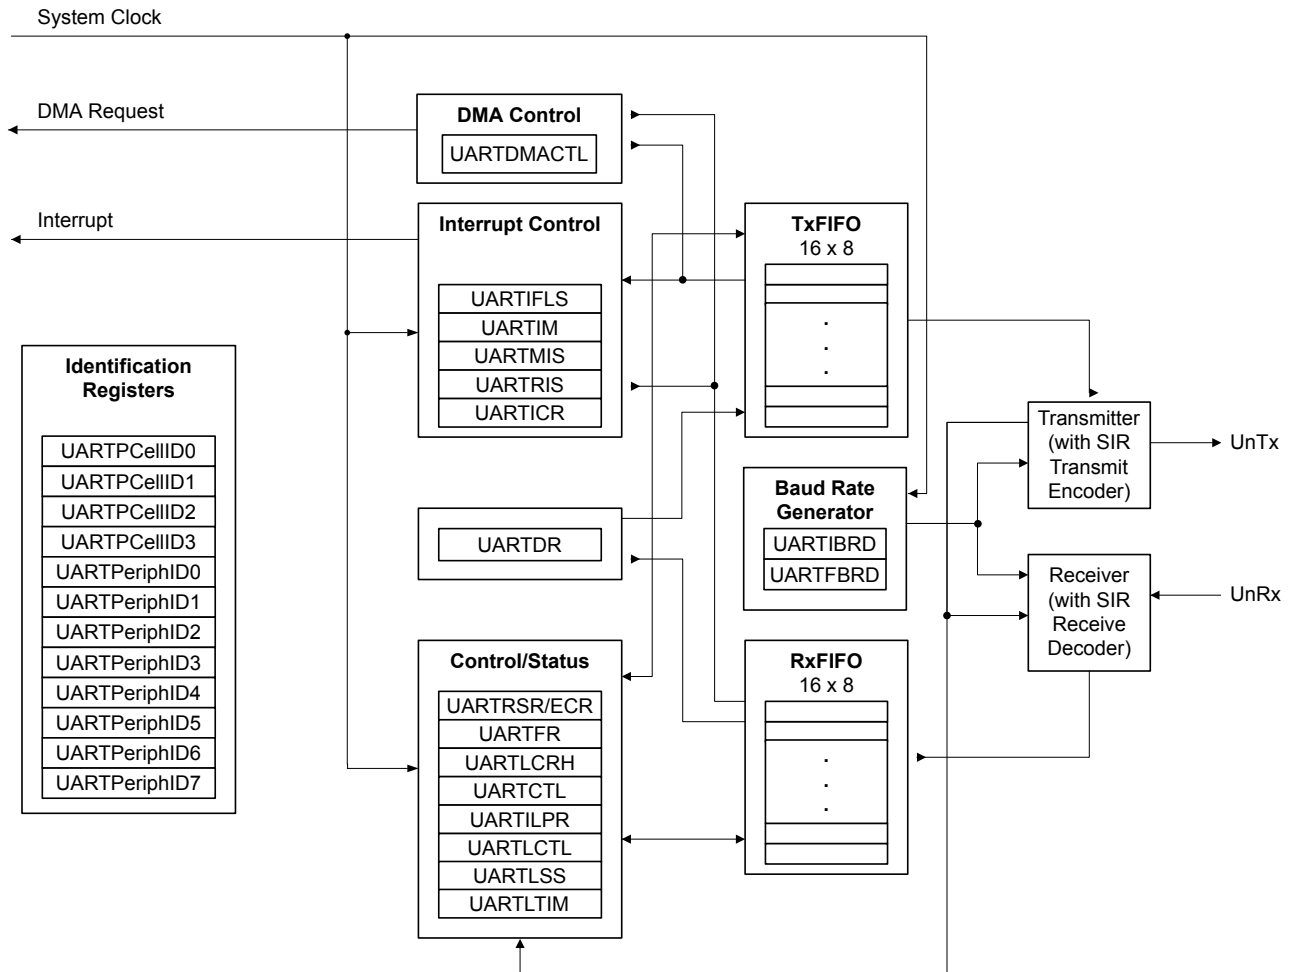 System Clock
DMA Request
DMA Control
UARTDMACTL
Interrupt
Interrupt Control
UARTIFLS
UARTIM
UARTMIS
UARTRIS
UARTICR
TxFIFO
16 x 8
.
.
.
Identification
Registers
UARTPCellID0
UARTPCellID1
UARTPCellID2
UARTPCellID3
UARTPeriphID0
UARTPeriphID1
UARTPeriphID2
UARTPeriphID3
UARTPeriphID4
UARTPeriphID5
UARTPeriphID6
UARTPeriphID7
UARTDR
Baud Rate
Generator
UARTIBRD
UARTFBRD
Transmitter
(with SIR
Transmit
Encoder)
UnTx
Receiver
(with SIR
Receive
Decoder)
UnRx
Control/Status
UARTRSR/ECR
UARTFR
UARTLCRH
UARTCTL
UARTILPR
UARTLCTL
UARTLSS
UARTLTIM
RxFIFO
16 x 8
.
.
.